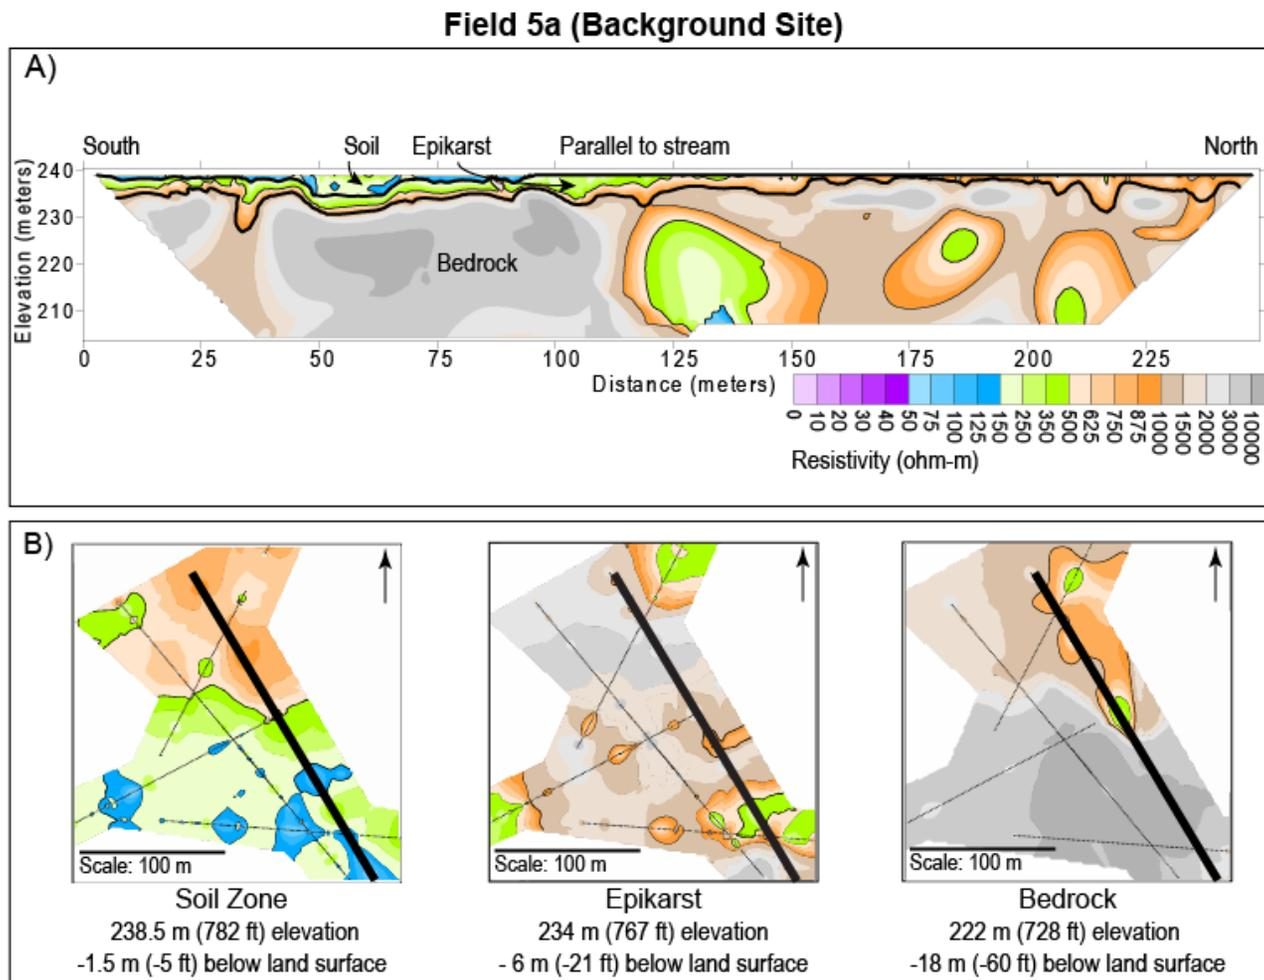 Field 5a (Background Site)
A)
South Soil Epikarst Parallel to stream North
Elevation (meters)
240
230
220
210
Bedrock
0 25 50 75 100 125 150 175 200 225
Distance (meters)
0 10 20 30 40 50 75 100 125 150 250 350 500 625 750 875 1000 1500 2000 3000 10000
Resistivity (ohm-m)
B)
Scale: 100 m Scale: 100 m Scale: 100 m
Soil Zone Epikarst Bedrock
238.5 m (782 ft) elevation 234 m (767 ft) elevation 222 m (728 ft) elevation
-1.5 m (-5 ft) below land surface - 6 m (-21 ft) below land surface -18 m (-60 ft) below land surface